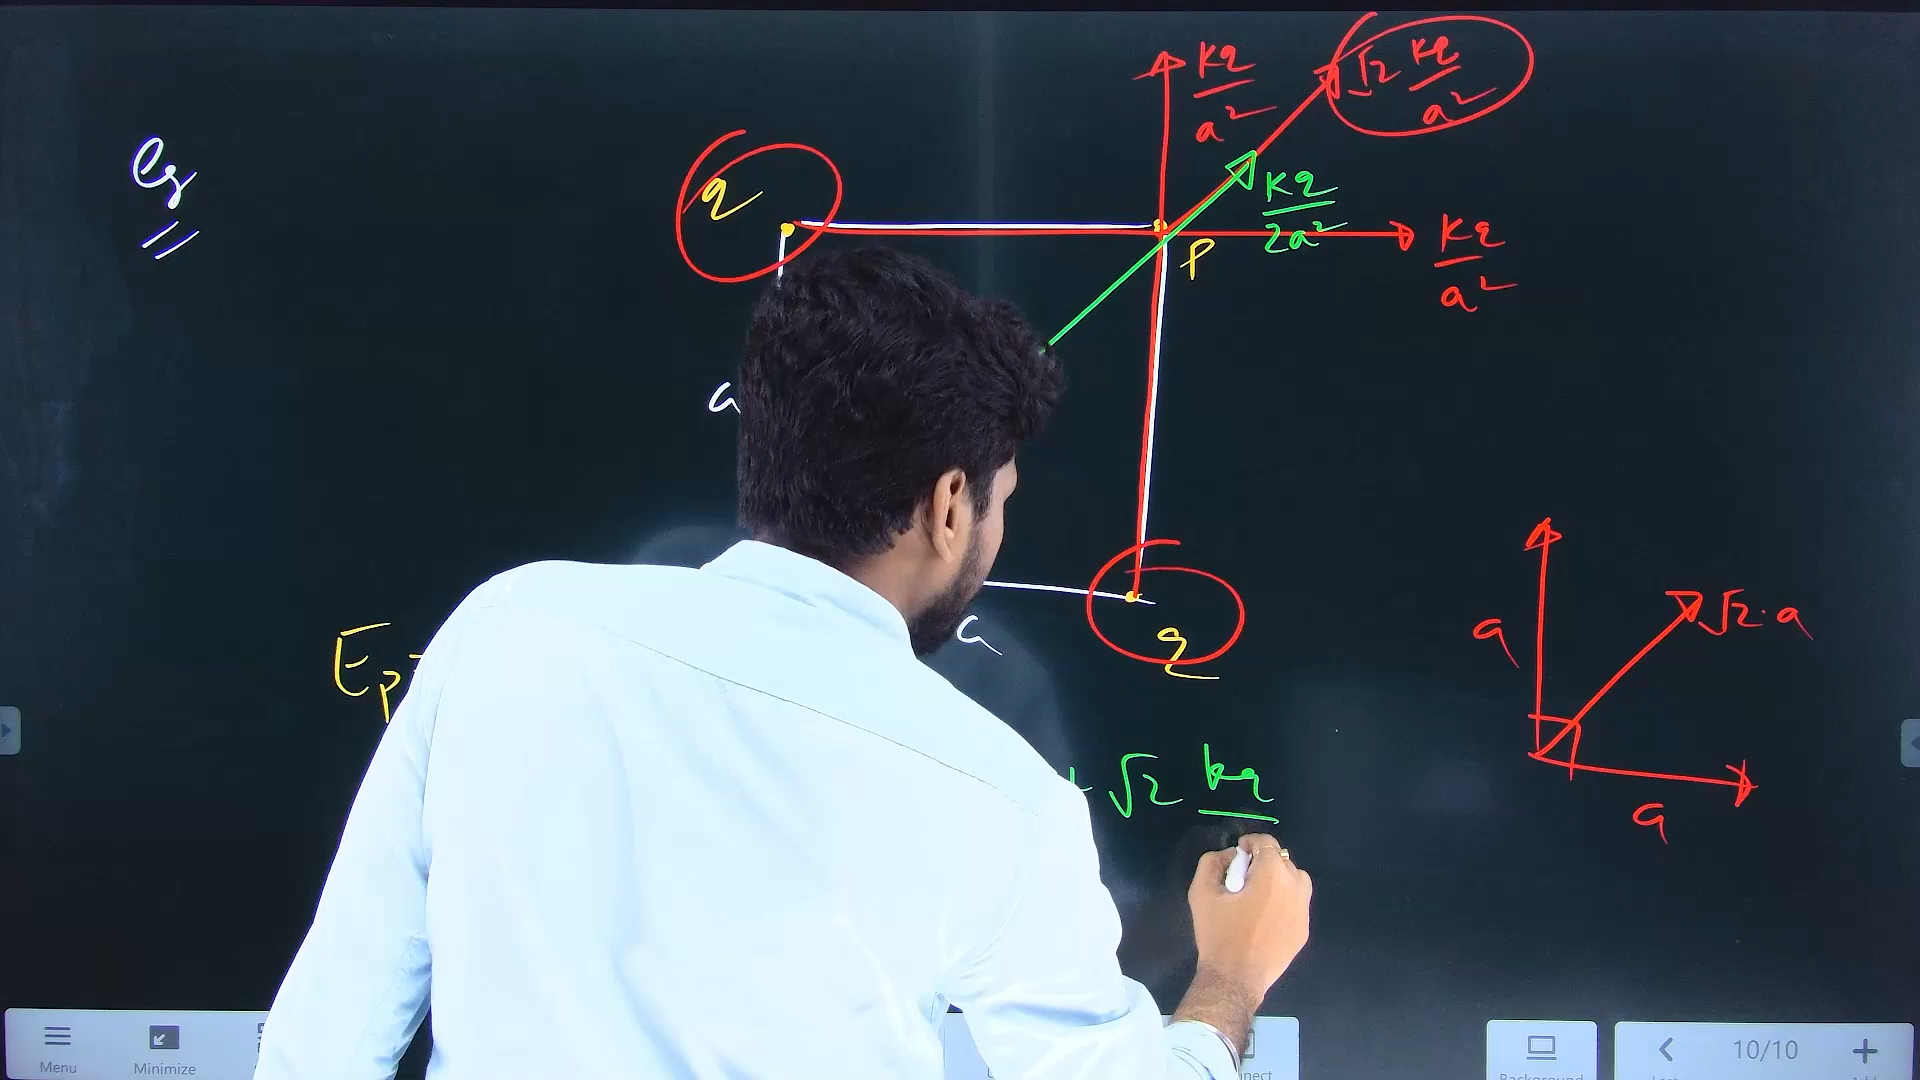 eg
q
kq/a²
√2 kq/a²
kq/2a²
kq/a²
P
a
a
q
Ep
√2 kq
a
√2·a
a
Menu
Minimize
10/10